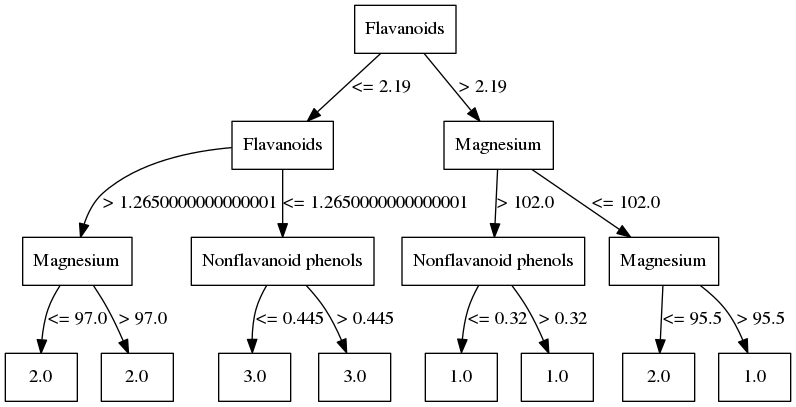 Flavanoids
<= 2.19 > 2.19
Flavanoids Magnesium
> 1.2650000000000001 <= 1.2650000000000001 > 102.0 <= 102.0
Magnesium Nonflavanoid phenols Nonflavanoid phenols Magnesium
<= 97.0 > 97.0 <= 0.445 > 0.445 <= 0.32 > 0.32 <= 95.5 > 95.5
2.0 2.0 3.0 3.0 1.0 1.0 2.0 1.0